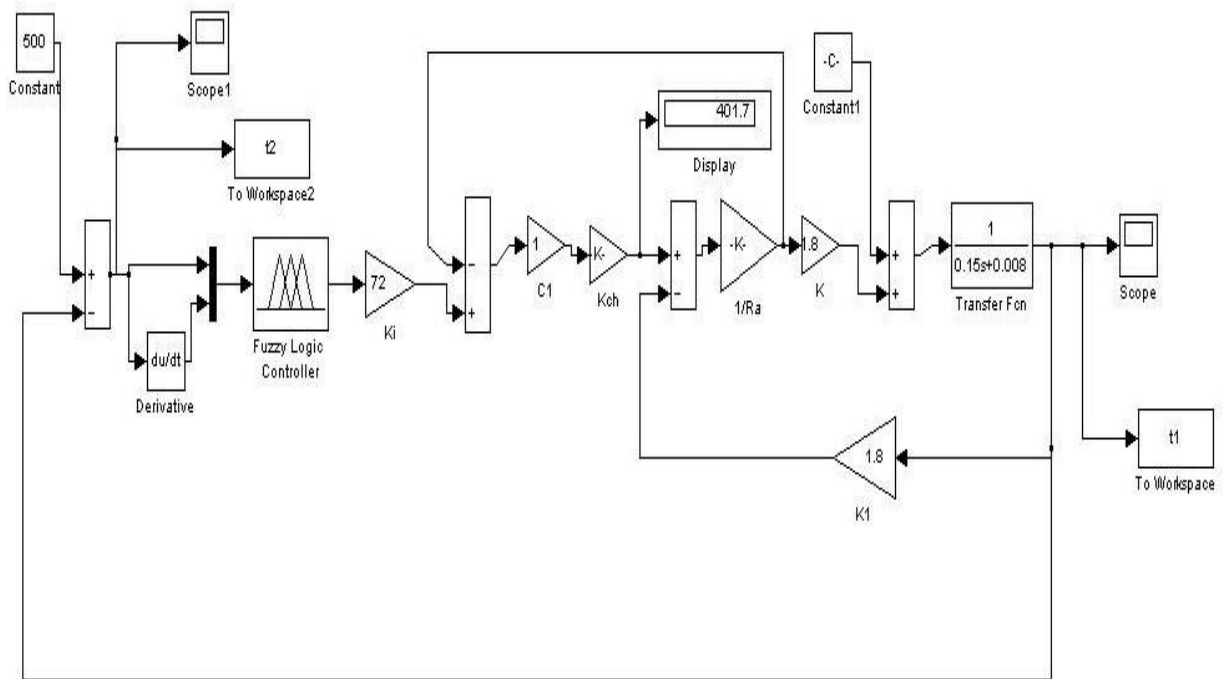 500
Constant
Scope1
t2
To Workspace2
-C-
Constant1
401.7
Display
+
−
du/dt
Derivative
Fuzzy Logic
Controller
72
Ki
−
+
1
C1
-K-
Kch
+
−
-K-
1/Ra
1.8
K
+
+
1
0.15s+0.008
Transfer Fcn
Scope
t1
To Workspace
1.8
K1